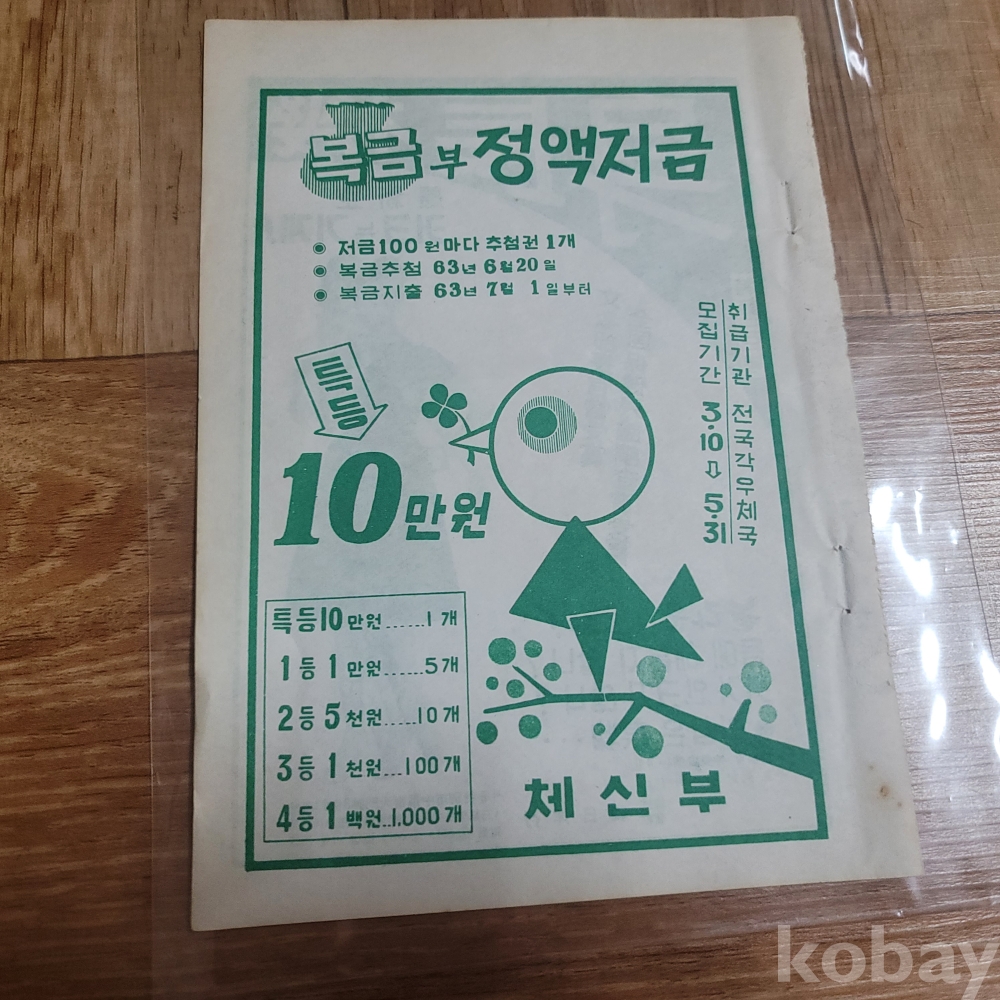 복금부 정액저금
◉ 저금100원마다 추첨권 1개
◉ 복금추첨 63년 6월20일
◉ 복금지출 63년 7월 1일부터
취급기관 전국각우체국
모집기간 3.10⇨5.31
특등
10만원
특등10만원......1개
1등1만원......5개
2등5천원.....10개
3등1천원...100개
4등1백원..1.000개
체신부
kobay